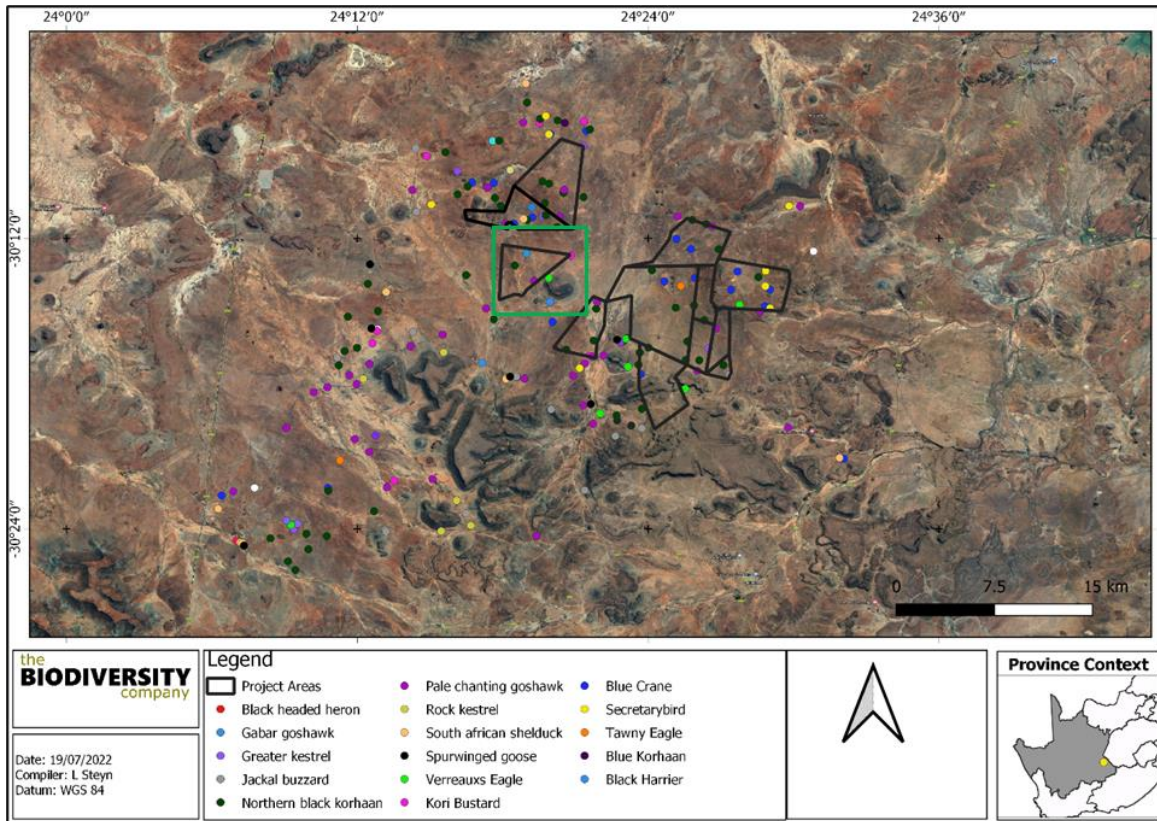 24°0′0″ 24°12′0″ 24°24′0″ 24°36′0″
-30°12′0″
-30°24′0″
0 7.5 15 km
the
BIODIVERSITY
company
Date: 19/07/2022
Compiler: L Steyn
Datum: WGS 84
Legend
Project Areas
Black headed heron
Gabar goshawk
Greater kestrel
Jackal buzzard
Northern black korhaan
Pale chanting goshawk
Rock kestrel
South african shelduck
Spurwinged goose
Verreauxs Eagle
Kori Bustard
Blue Crane
Secretarybird
Tawny Eagle
Blue Korhaan
Black Harrier
Province Context